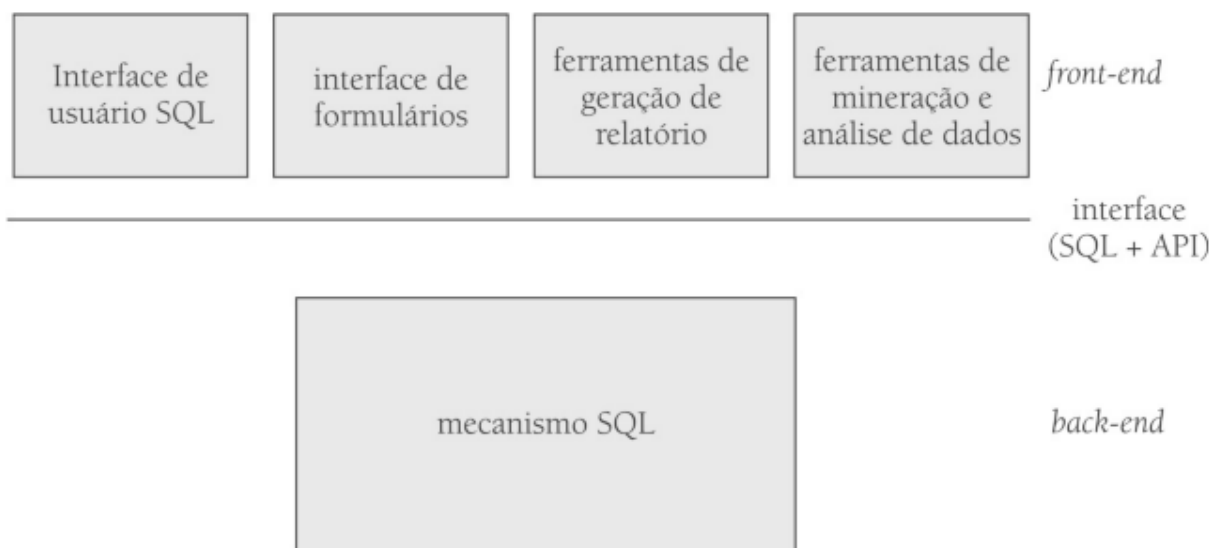 Interface de
usuário SQL
interface de
formulários
ferramentas de
geração de
relatório
ferramentas de
mineração e
análise de dados
front-end
interface
(SQL + API)
mecanismo SQL
back-end